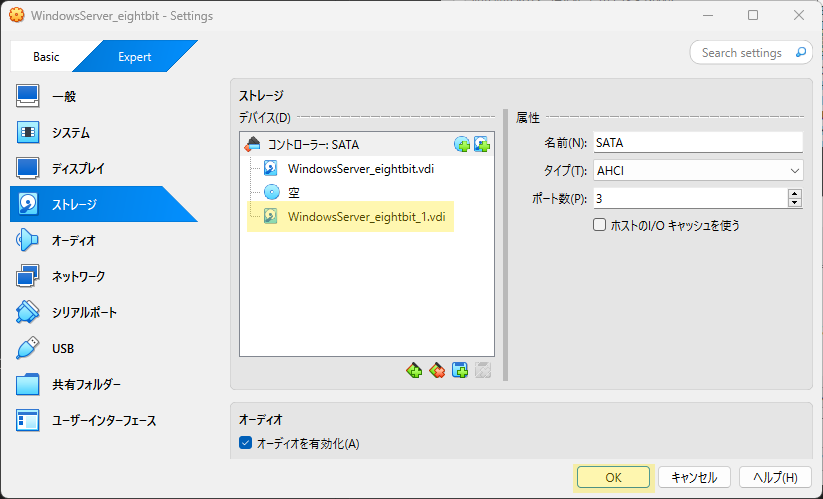 WindowsServer_eightbit - Settings
Basic
Expert
Search settings
一般
システム
ディスプレイ
ストレージ
オーディオ
ネットワーク
シリアルポート
USB
共有フォルダー
ユーザーインターフェース
ストレージ
デバイス(D)
コントローラー: SATA
WindowsServer_eightbit.vdi
空
WindowsServer_eightbit_1.vdi
属性
名前(N): SATA
タイプ(T): AHCI
ポート数(P): 3
ホストのI/O キャッシュを使う
オーディオ
オーディオを有効化(A)
OK
キャンセル
ヘルプ(H)